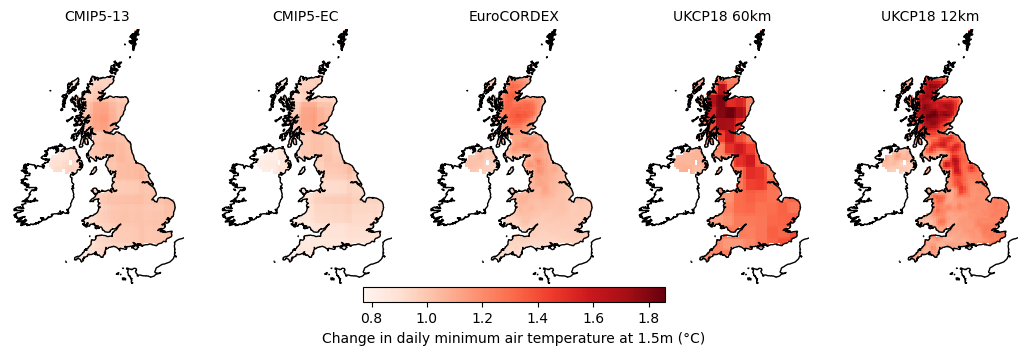 CMIP5-13 CMIP5-EC EuroCORDEX UKCP18 60km UKCP18 12km
0.8 1.0 1.2 1.4 1.6 1.8
Change in daily minimum air temperature at 1.5m (°C)